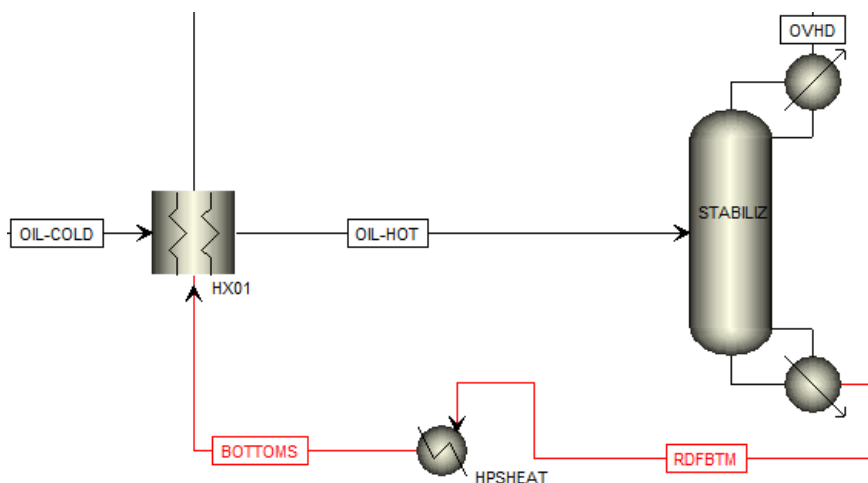 OVHD
STABILIZ
OIL-COLD
OIL-HOT
HX01
BOTTOMS
RDFBTM
HPSHEAT